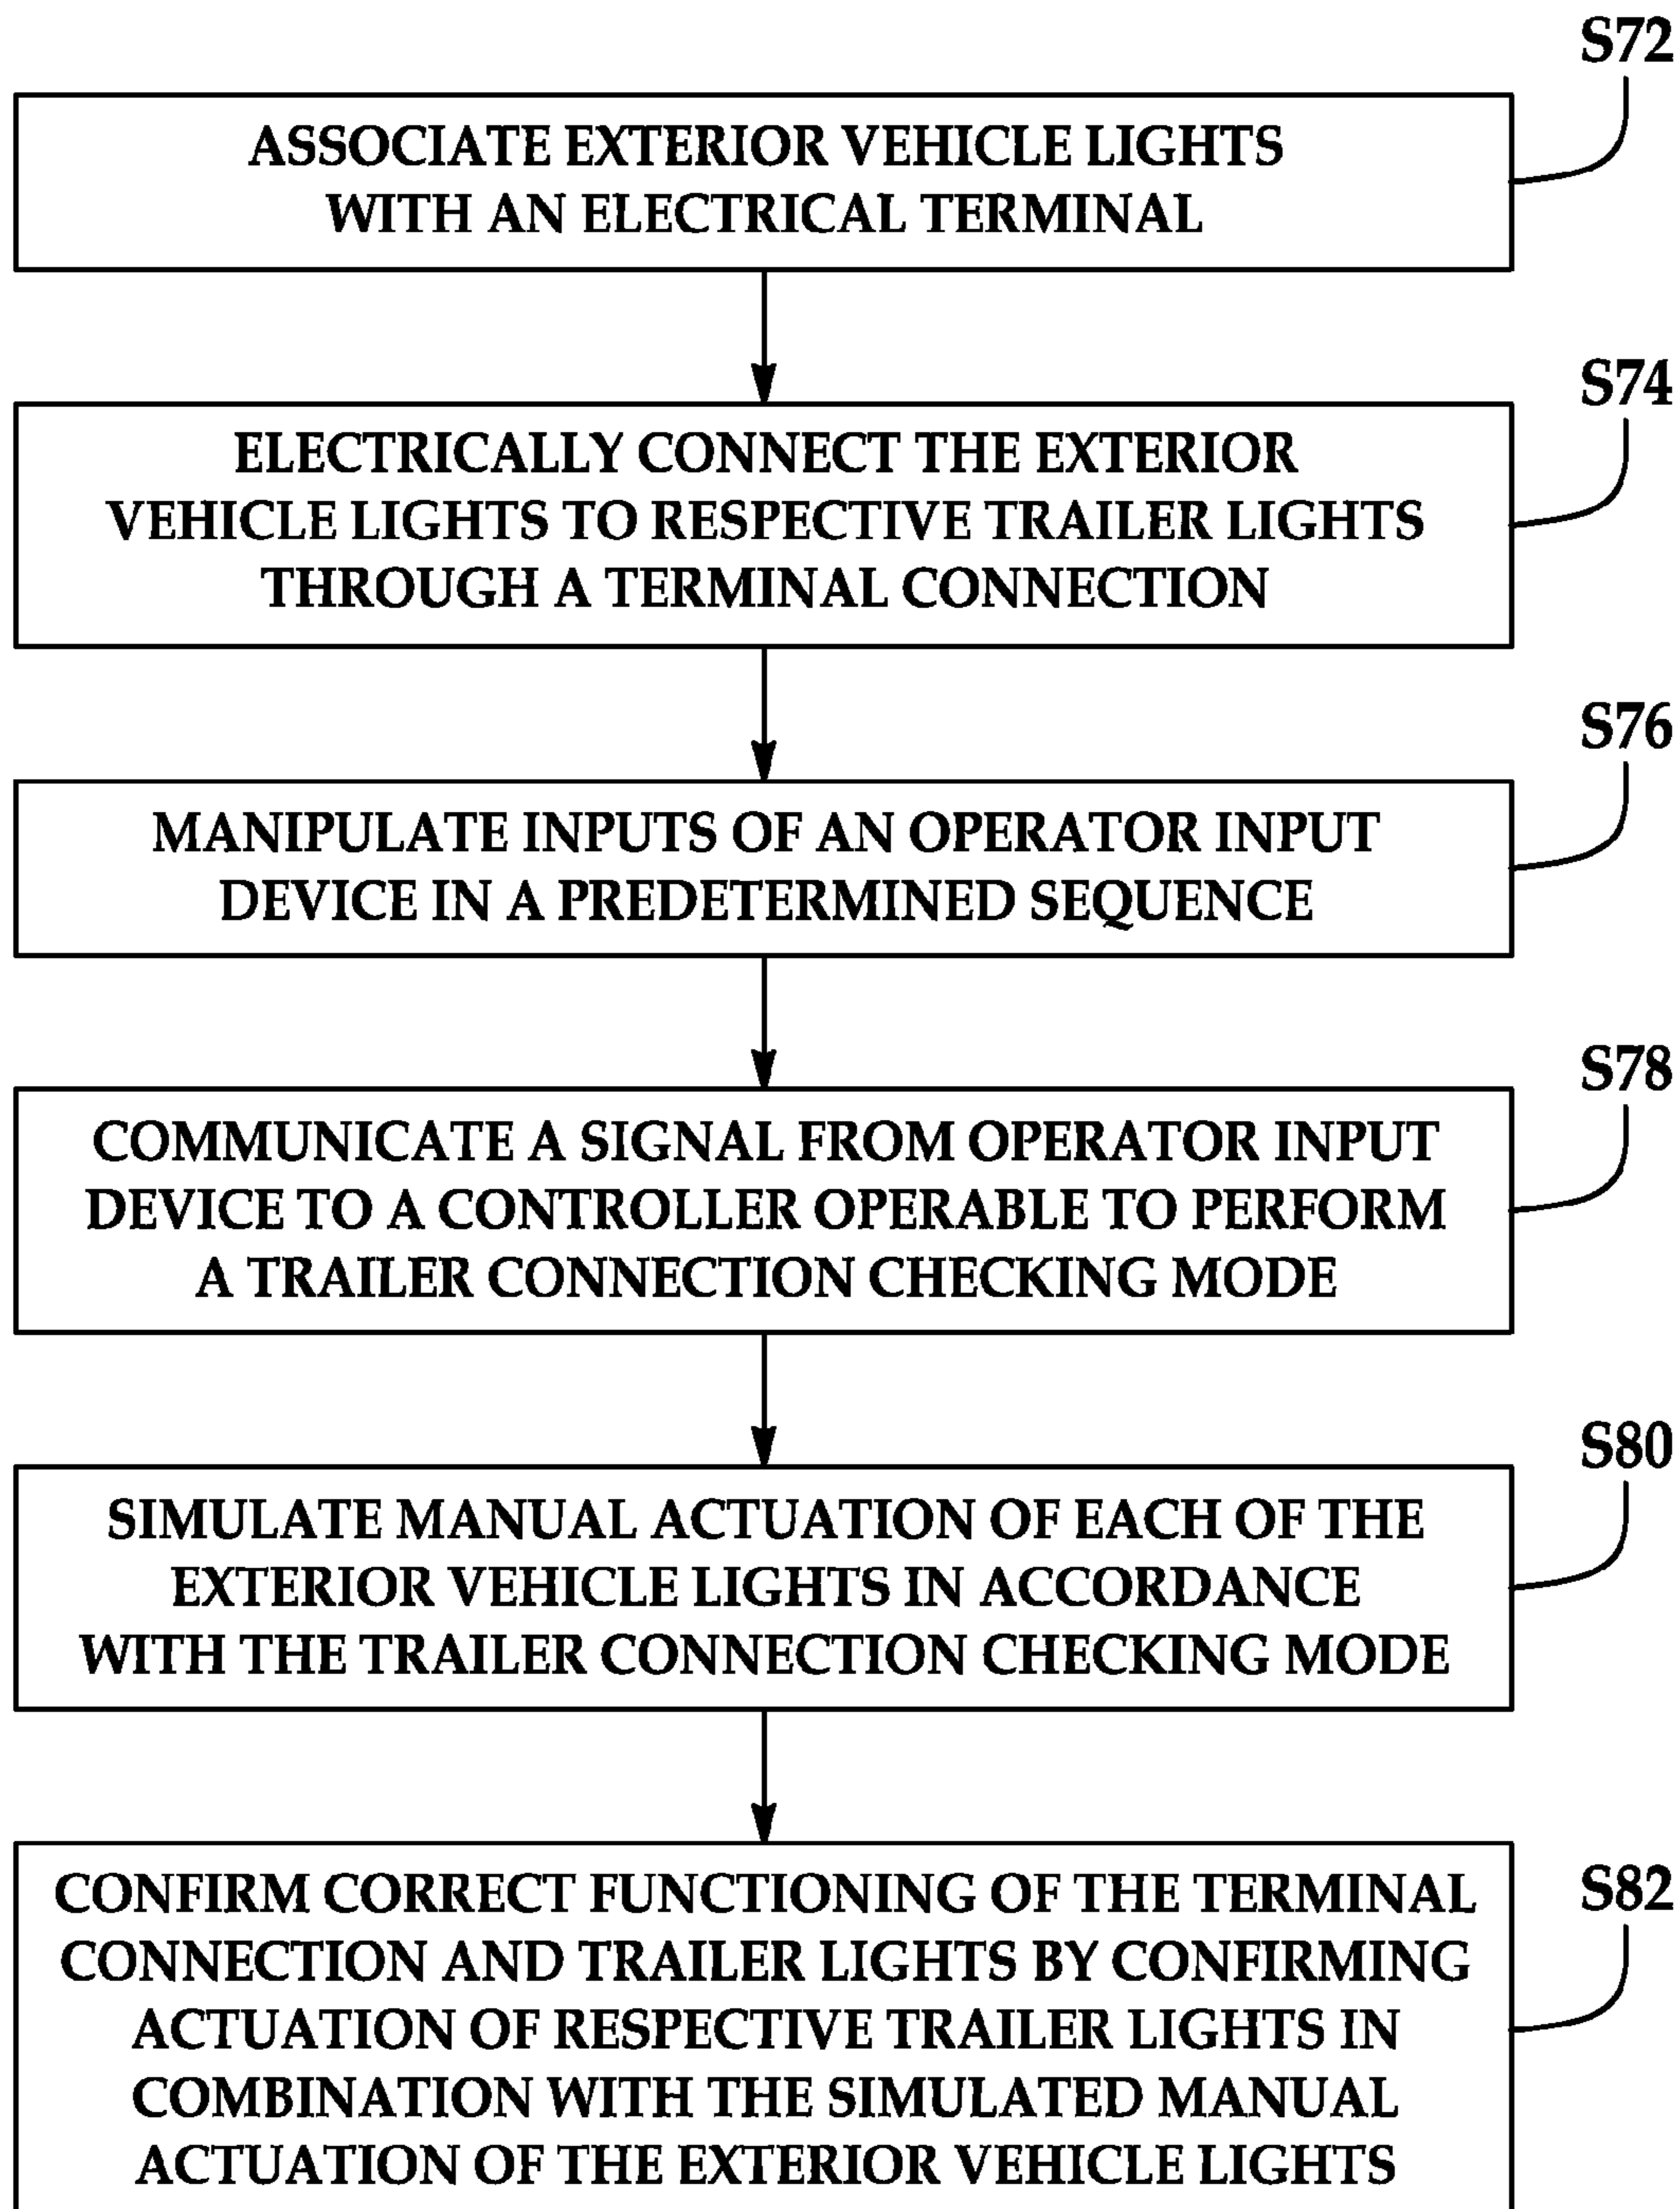 S72
ASSOCIATE EXTERIOR VEHICLE LIGHTS
WITH AN ELECTRICAL TERMINAL
S74
ELECTRICALLY CONNECT THE EXTERIOR
VEHICLE LIGHTS TO RESPECTIVE TRAILER LIGHTS
THROUGH A TERMINAL CONNECTION
S76
MANIPULATE INPUTS OF AN OPERATOR INPUT
DEVICE IN A PREDETERMINED SEQUENCE
S78
COMMUNICATE A SIGNAL FROM OPERATOR INPUT
DEVICE TO A CONTROLLER OPERABLE TO PERFORM
A TRAILER CONNECTION CHECKING MODE
S80
SIMULATE MANUAL ACTUATION OF EACH OF THE
EXTERIOR VEHICLE LIGHTS IN ACCORDANCE
WITH THE TRAILER CONNECTION CHECKING MODE
S82
CONFIRM CORRECT FUNCTIONING OF THE TERMINAL
CONNECTION AND TRAILER LIGHTS BY CONFIRMING
ACTUATION OF RESPECTIVE TRAILER LIGHTS IN
COMBINATION WITH THE SIMULATED MANUAL
ACTUATION OF THE EXTERIOR VEHICLE LIGHTS